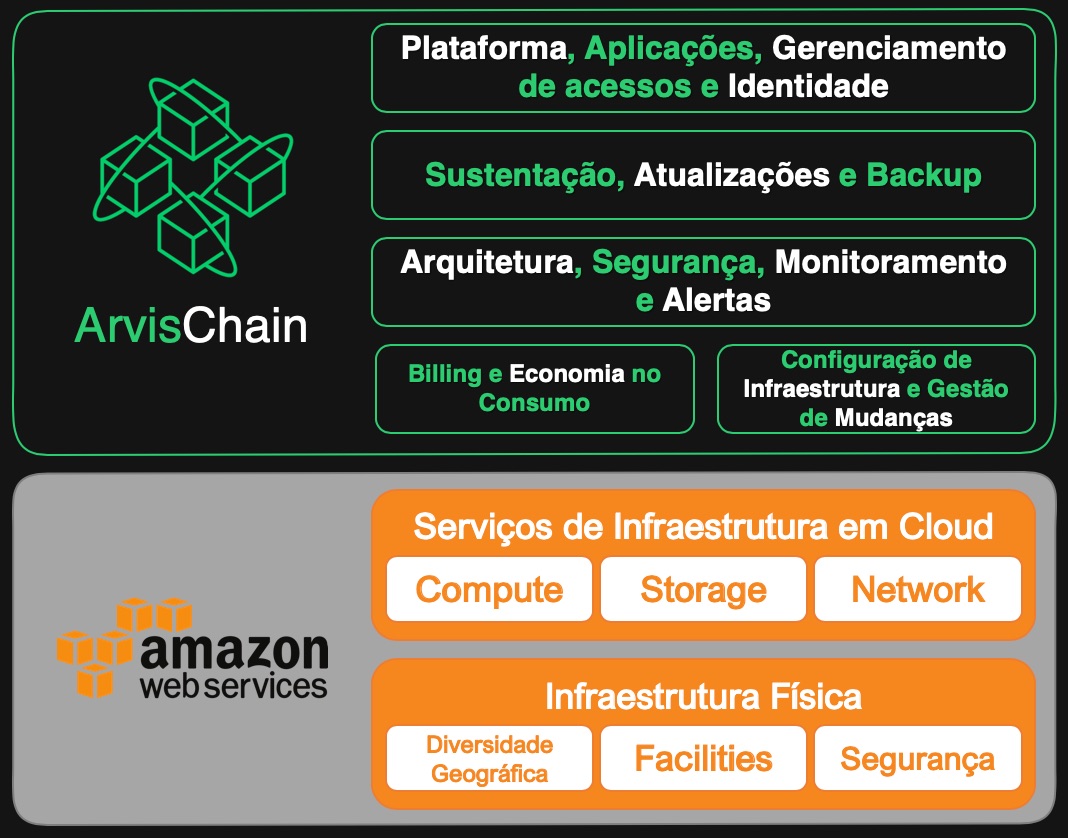 Plataforma, Aplicações, Gerenciamento
de acessos e Identidade
Sustentação, Atualizações e Backup
Arquitetura, Segurança, Monitoramento
e Alertas
ArvisChain
Billing e Economia no
Consumo
Configuração de
Infraestrutura e Gestão
de Mudanças
Serviços de Infraestrutura em Cloud
Compute
Storage
Network
amazon
web services
Infraestrutura Física
Diversidade
Geográfica
Facilities
Segurança